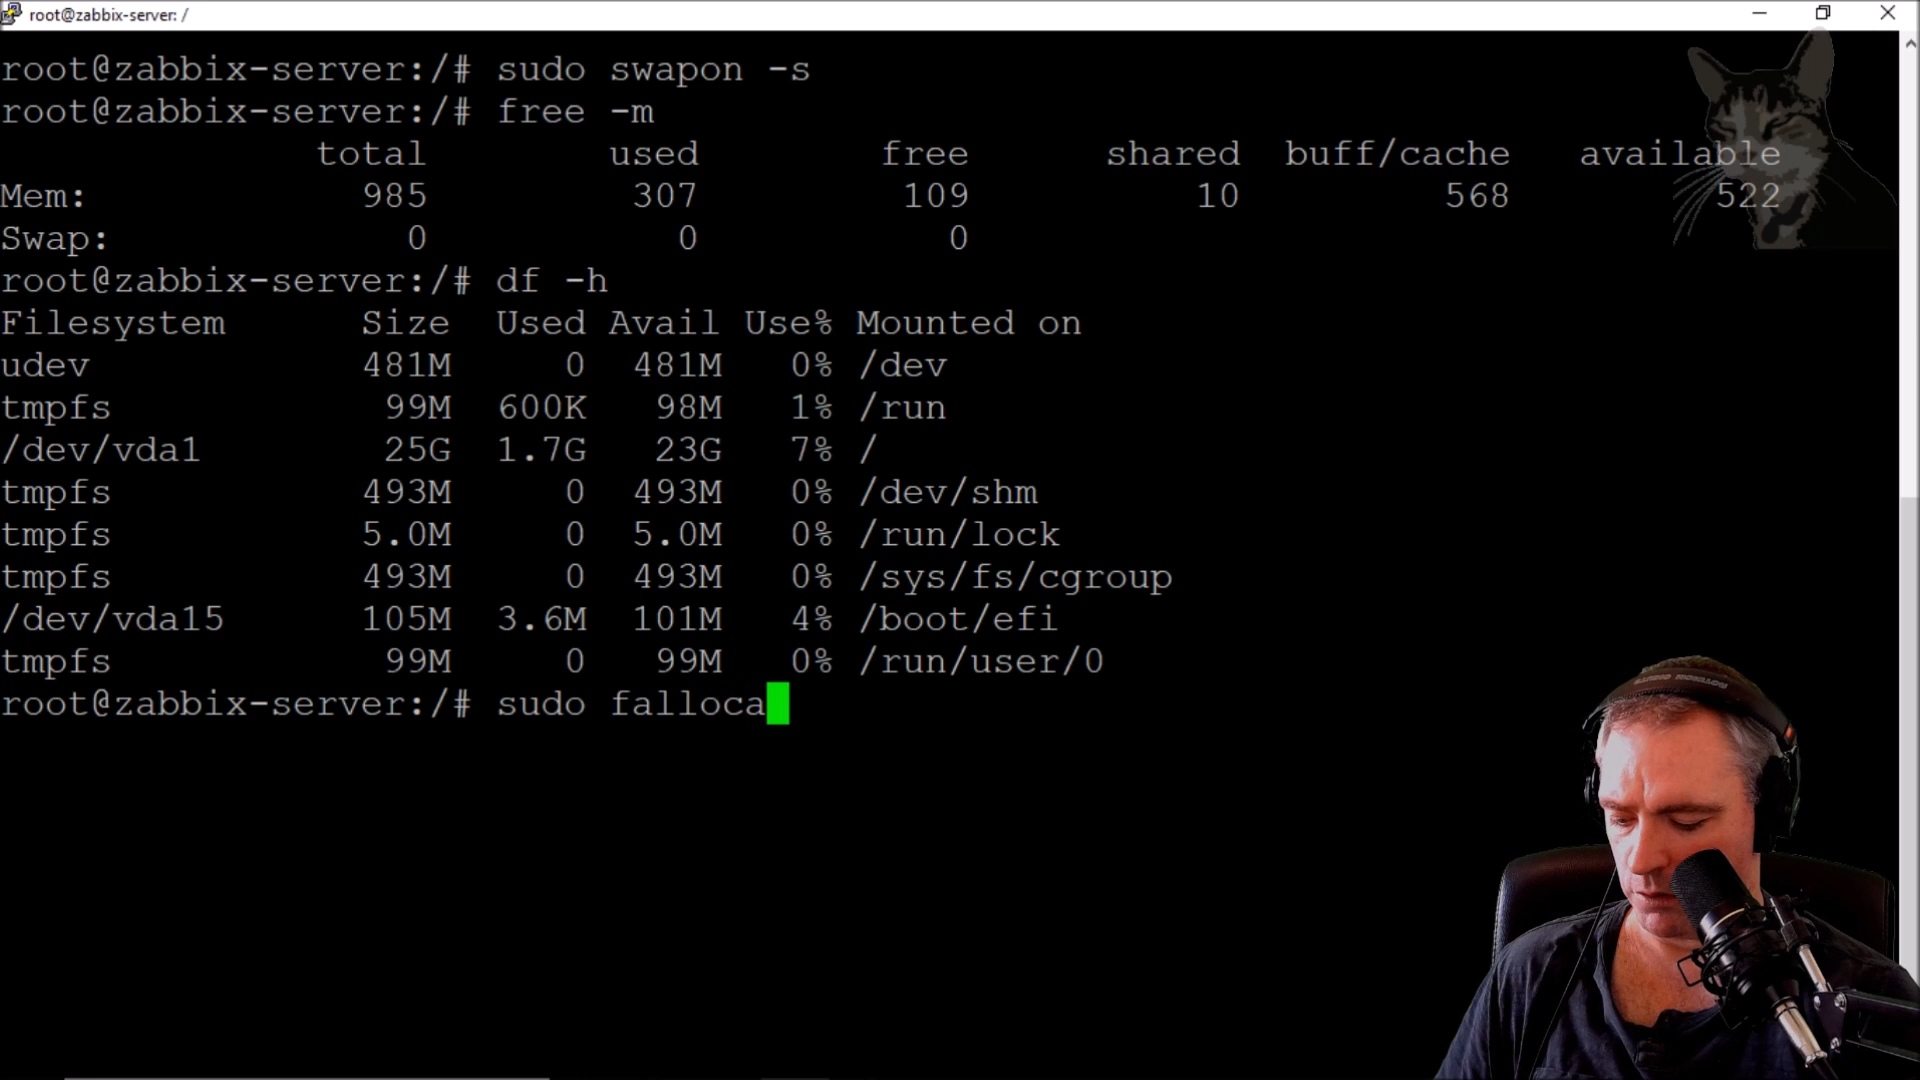 root@zabbix-server: /
root@zabbix-server:/# sudo swapon -s
root@zabbix-server:/# free -m
total used free shared buff/cache available
Mem: 985 307 109 10 568 522
Swap: 0 0 0
root@zabbix-server:/# df -h
Filesystem Size Used Avail Use% Mounted on
udev 481M 0 481M 0% /dev
tmpfs 99M 600K 98M 1% /run
/dev/vda1 25G 1.7G 23G 7% /
tmpfs 493M 0 493M 0% /dev/shm
tmpfs 5.0M 0 5.0M 0% /run/lock
tmpfs 493M 0 493M 0% /sys/fs/cgroup
/dev/vda15 105M 3.6M 101M 4% /boot/efi
tmpfs 99M 0 99M 0% /run/user/0
root@zabbix-server:/# sudo falloca